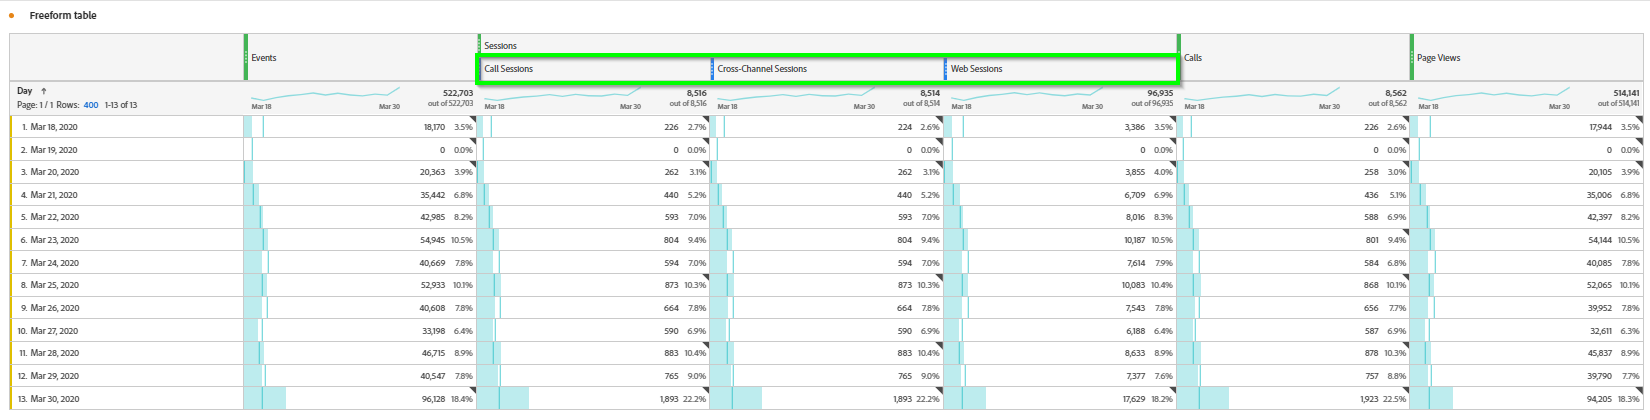 Freeform table
Sessions
Events Calls Page Views
Call Sessions Cross-Channel Sessions Web Sessions
Day ↑ 522,703 8,516 8,514 96,935 8,562 514,141
Page: 1 / 1 Rows: 400 1-13 of 13 out of 522,703 out of 8,516 out of 8,514 out of 96,935 out of 8,562 out of 514,141
Mar 18 Mar 30 Mar 18 Mar 30 Mar 18 Mar 30 Mar 18 Mar 30 Mar 18 Mar 30 Mar 18 Mar 30
1. Mar 18, 2020 18,170 3.5% 226 2.7% 224 2.6% 3,386 3.5% 226 2.6% 17,944 3.5%
2. Mar 19, 2020 0 0.0% 0 0.0% 0 0.0% 0 0.0% 0 0.0% 0 0.0%
3. Mar 20, 2020 20,363 3.9% 262 3.1% 262 3.1% 3,855 4.0% 258 3.0% 20,105 3.9%
4. Mar 21, 2020 35,442 6.8% 440 5.2% 440 5.2% 6,709 6.9% 436 5.1% 35,006 6.8%
5. Mar 22, 2020 42,985 8.2% 593 7.0% 593 7.0% 8,016 8.3% 588 6.9% 42,397 8.2%
6. Mar 23, 2020 54,945 10.5% 804 9.4% 804 9.4% 10,187 10.5% 801 9.4% 54,144 10.5%
7. Mar 24, 2020 40,669 7.8% 594 7.0% 594 7.0% 7,614 7.9% 584 6.8% 40,085 7.8%
8. Mar 25, 2020 52,933 10.1% 873 10.3% 873 10.3% 10,083 10.4% 868 10.1% 52,065 10.1%
9. Mar 26, 2020 40,608 7.8% 664 7.8% 664 7.8% 7,543 7.8% 656 7.7% 39,952 7.8%
10. Mar 27, 2020 33,198 6.4% 590 6.9% 590 6.9% 6,188 6.4% 587 6.9% 32,611 6.3%
11. Mar 28, 2020 46,715 8.9% 883 10.4% 883 10.4% 8,633 8.9% 878 10.3% 45,837 8.9%
12. Mar 29, 2020 40,547 7.8% 765 9.0% 765 9.0% 7,377 7.6% 757 8.8% 39,790 7.7%
13. Mar 30, 2020 96,128 18.4% 1,893 22.2% 1,893 22.2% 17,629 18.2% 1,923 22.5% 94,205 18.3%